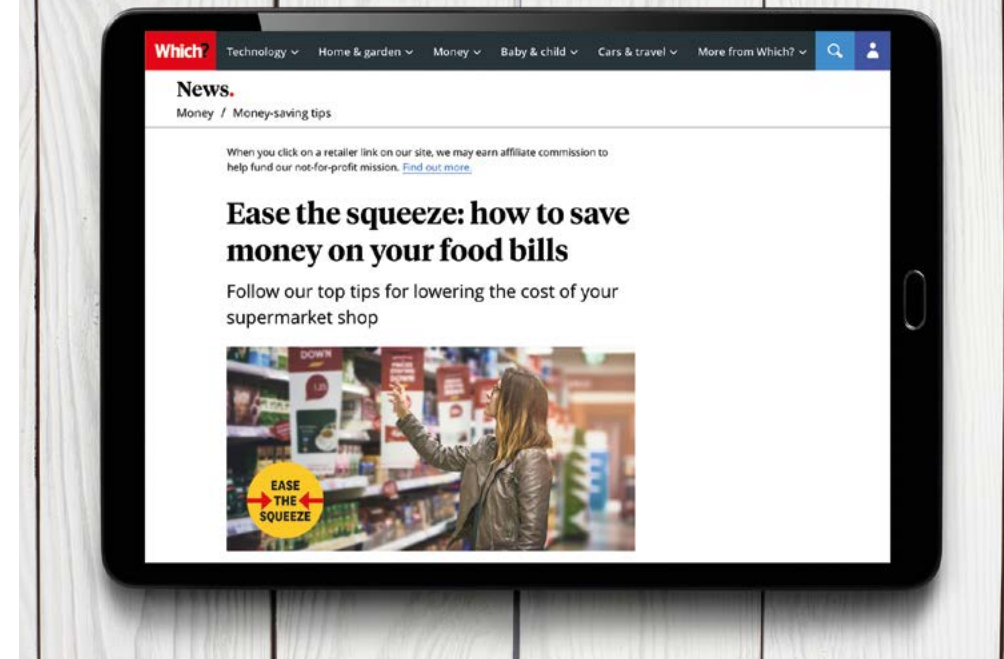 Which?
Technology Home & garden Money Baby & child Cars & travel More from Which?
News.
Money / Money-saving tips
When you click on a retailer link on our site, we may earn affiliate commission to
help fund our not-for-profit mission. Find out more.
Ease the squeeze: how to save
money on your food bills
Follow our top tips for lowering the cost of your
supermarket shop
DOWN
1.25
DOWN
EASE
THE
SQUEEZE